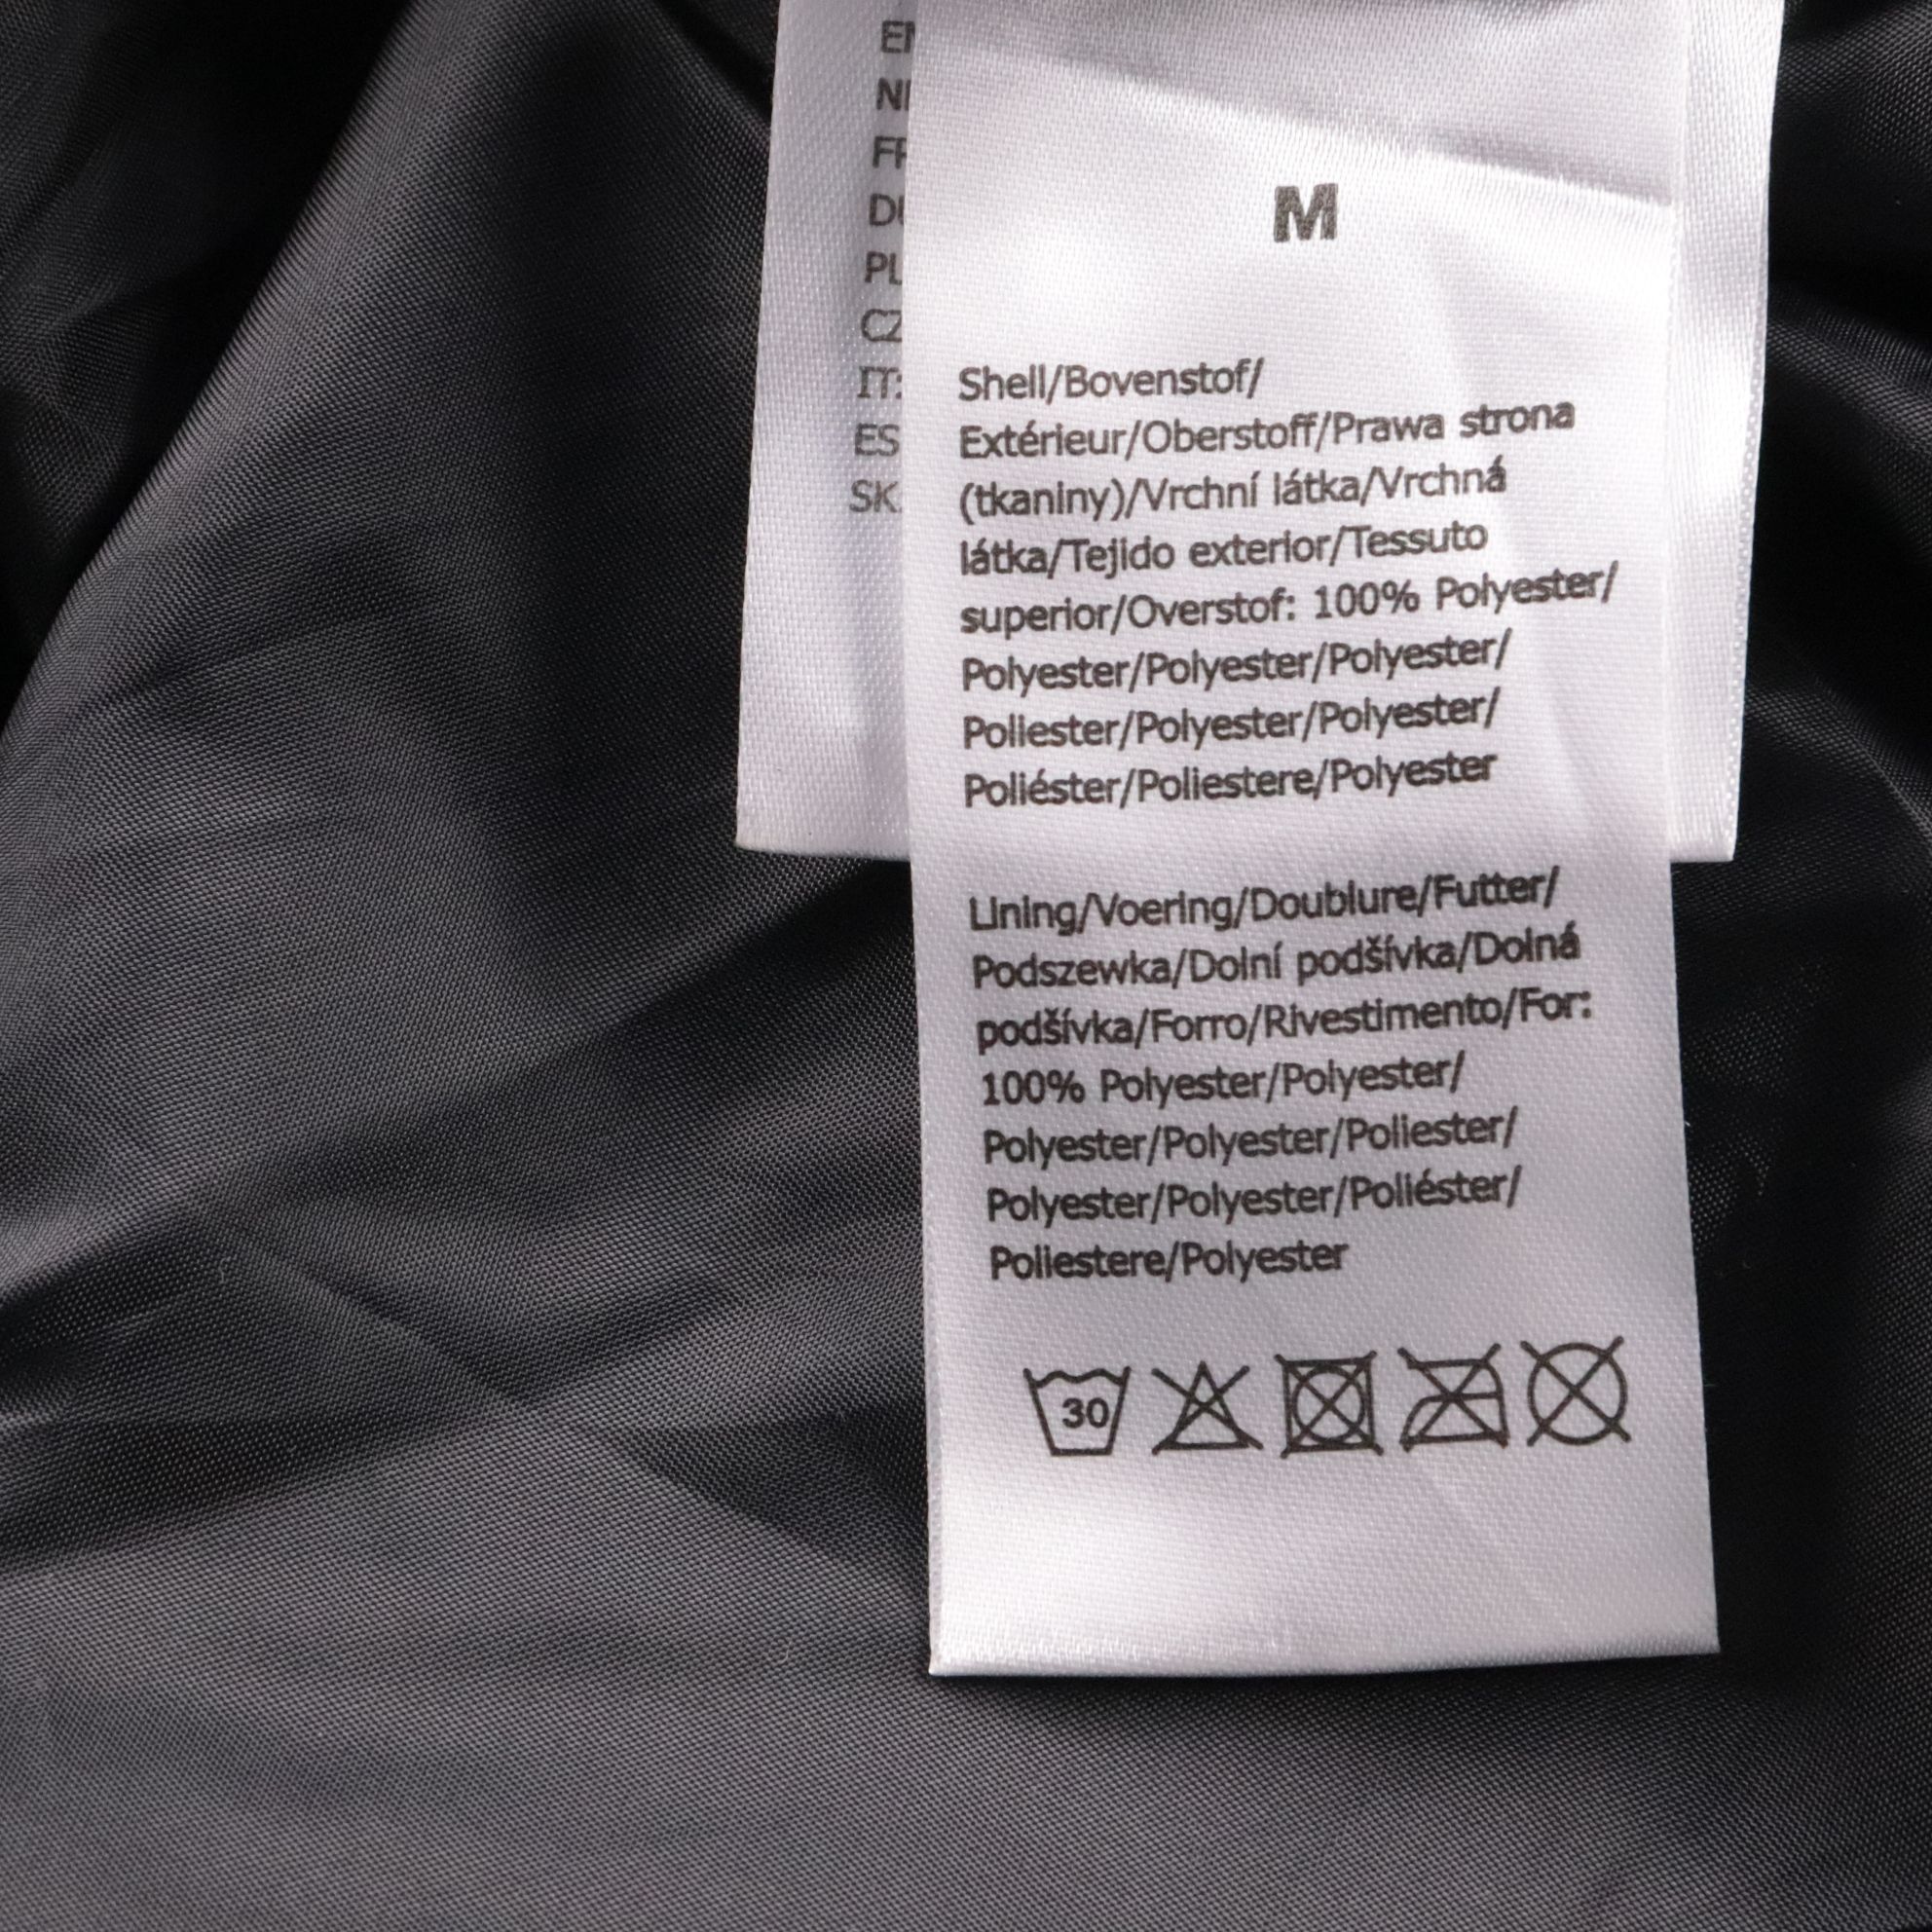 EN
FR
PL
CZ
IT:
ES
SK
M
Shell/Bovenstof/
Extérieur/Oberstoff/Prawa strona
(tkaniny)/Vrchní látka/Vrchná
látka/Tejido exterior/Tessuto
superior/Overstof: 100% Polyester/
Polyester/Polyester/Polyester/
Poliester/Polyester/Polyester/
Poliéster/Poliestere/Polyester
Lining/Voering/Doublure/Futter/
Podszewka/Dolní podšívka/Dolná
podšívka/Forro/Rivestimento/For:
100% Polyester/Polyester/
Polyester/Polyester/Poliester/
Polyester/Polyester/Poliéster/
Poliestere/Polyester
30